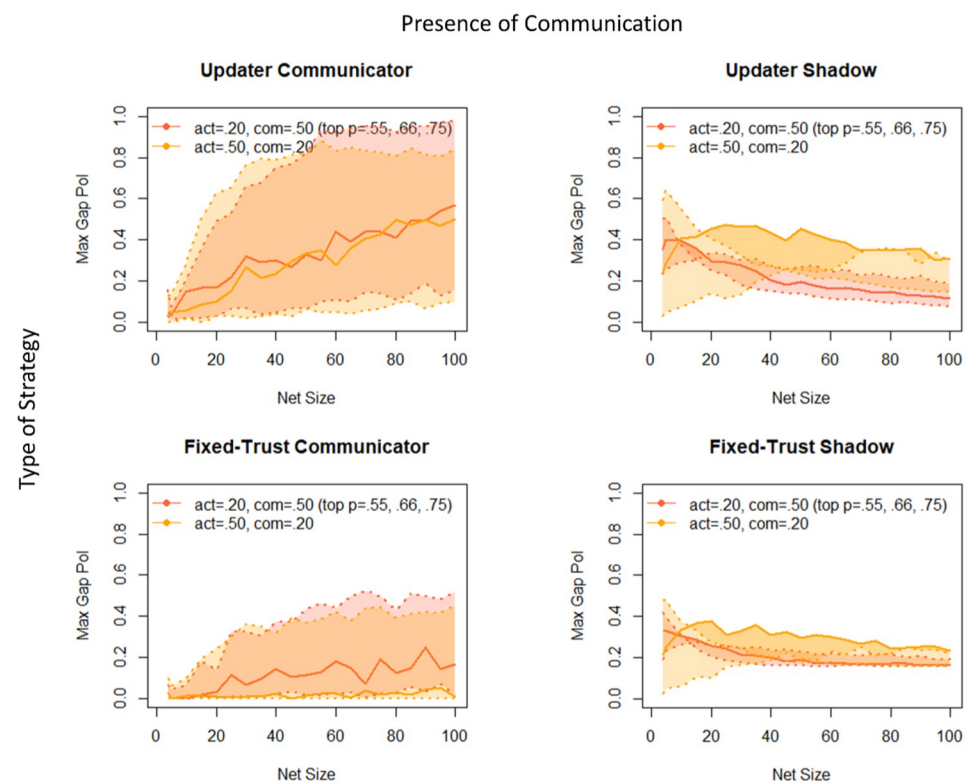 Presence of Communication
Type of Strategy
Updater Communicator
act=.20, com=.50 (top p=.55, .66, .75)
act=.50, com=.20
Max Gap Pol
0.0 0.2 0.4 0.6 0.8 1.0
0 20 40 60 80 100
Net Size
Updater Shadow
act=.20, com=.50 (top p=.55, .66, .75)
act=.50, com=.20
Max Gap Pol
0.0 0.2 0.4 0.6 0.8 1.0
0 20 40 60 80 100
Net Size
Fixed-Trust Communicator
act=.20, com=.50 (top p=.55, .66, .75)
act=.50, com=.20
Max Gap Pol
0.0 0.2 0.4 0.6 0.8 1.0
0 20 40 60 80 100
Net Size
Fixed-Trust Shadow
act=.20, com=.50 (top p=.55, .66, .75)
act=.50, com=.20
Max Gap Pol
0.0 0.2 0.4 0.6 0.8 1.0
0 20 40 60 80 100
Net Size